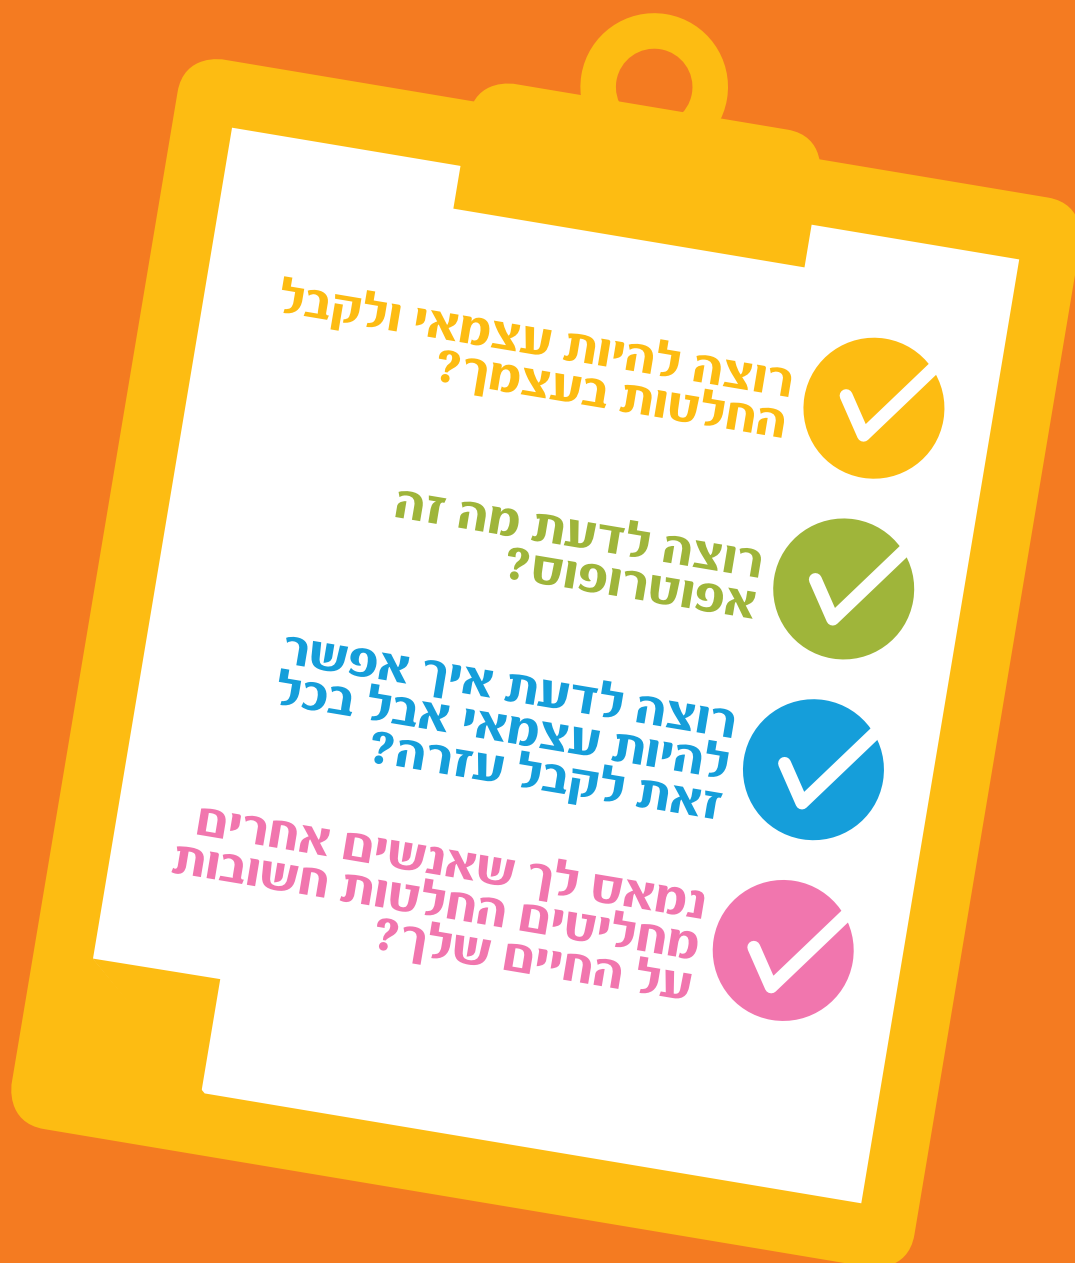 רוצה להיות עצמאי ולקבל
החלטות בעצמך?
רוצה לדעת מה זה
אפוטרופוס?
רוצה לדעת איך אפשר
להיות עצמאי אבל בכל
זאת לקבל עזרה?
נמאס לך שאנשים אחרים
מחליטים החלטות חשובות
על החיים שלך?